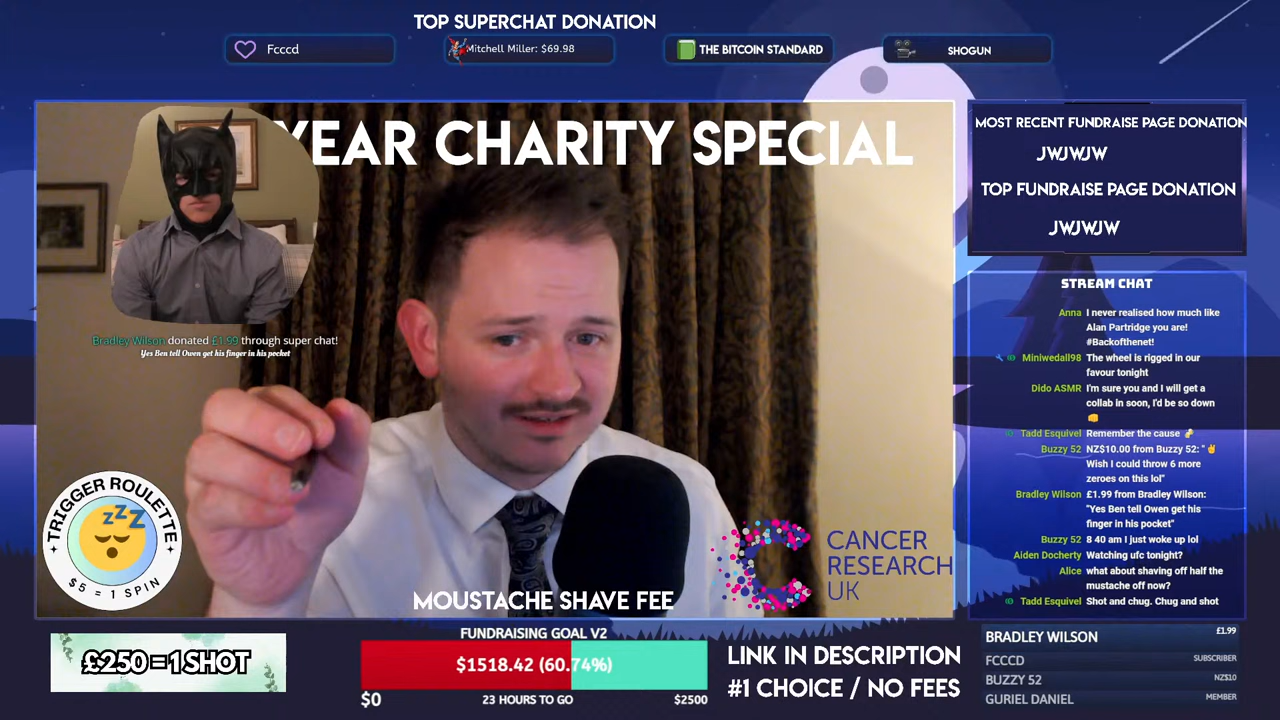 TOP SUPERCHAT DONATION
Fcccd
Mitchell Miller: $69.98
THE BITCOIN STANDARD
SHOGUN
YEAR CHARITY SPECIAL
MOST RECENT FUNDRAISE PAGE DONATION
JWJWJW
TOP FUNDRAISE PAGE DONATION
JWJWJW
Bradley Wilson donated £1.99 through super chat!
Yes Ben tell Owen get his finger in his pocket
STREAM CHAT
Anna I never realised how much like
Alan Partridge you are!
#Backofthenet!
Miniwedall98 The wheel is rigged in our
favour tonight
Dido ASMR I'm sure you and I will get a
collab in soon, I'd be so down
👊
Tadd Esquivel Remember the cause
Buzzy 52 NZ$10.00 from Buzzy 52: "✌
Wish I could throw 6 more
zeroes on this lol"
Bradley Wilson £1.99 from Bradley Wilson:
"Yes Ben tell Owen get his
finger in his pocket"
Buzzy 52 8 40 am I just woke up lol
Aiden Docherty Watching ufc tonight?
Alice what about shaving off half the
mustache off now?
Tadd Esquivel Shot and chug. Chug and shot
TRIGGER ROULETTE
zzz
$5 = 1 SPIN
CANCER
RESEARCH
UK
MOUSTACHE SHAVE FEE
£250 = 1 SHOT
FUNDRAISING GOAL V2
$1518.42 (60.74%)
$0
23 HOURS TO GO
$2500
LINK IN DESCRIPTION
#1 CHOICE / NO FEES
BRADLEY WILSON £1.99
FCCCD SUBSCRIBER
BUZZY 52 NZ$10
GURIEL DANIEL MEMBER